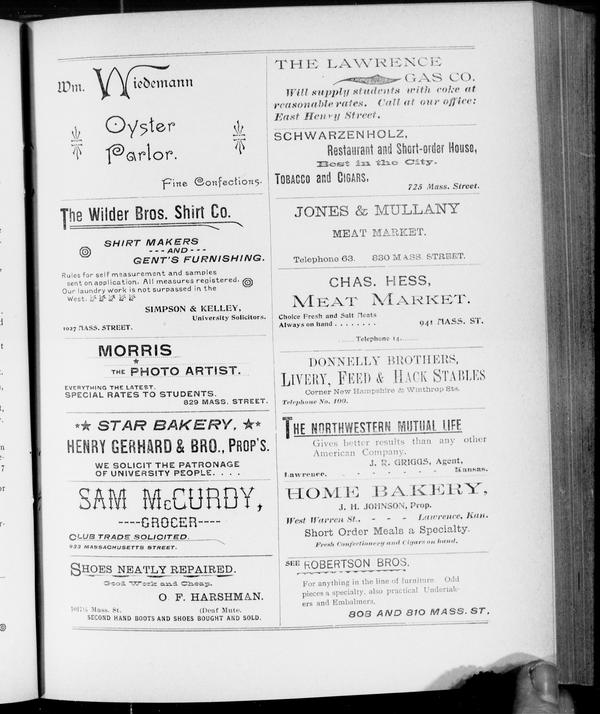 Wm. Wiedemann
Oyster
Parlor.
Fine Confections.
The Wilder Bros. Shirt Co.
SHIRT MAKERS
---AND---
GENT'S FURNISHING.
Rules for self measurement and samples
sent on application. All measures registered.
Our laundry work is not surpassed in the
West.
SIMPSON & KELLEY,
University Solicitors.
1027 MASS. STREET.
MORRIS
THE PHOTO ARTIST.
EVERYTHING THE LATEST.
SPECIAL RATES TO STUDENTS.
829 MASS. STREET.
** STAR BAKERY, **
HENRY GERHARD & BRO., PROP'S.
WE SOLICIT THE PATRONAGE
OF UNIVERSITY PEOPLE. . . .
SAM McCURDY,
----GROCER----
CLUB TRADE SOLICITED.
933 MASSACHUSETTS STREET.
SHOES NEATLY REPAIRED.
Good Work and Cheap.
O F. HARSHMAN.
1017½ Mass. St. (Deaf Mute.
SECOND HAND BOOTS AND SHOES BOUGHT AND SOLD.
THE LAWRENCE
GAS CO.
Will supply students with coke at
reasonable rates. Call at our office:
East Henry Street.
SCHWARZENHOLZ,
Restaurant and Short-order House,
Best in the City.
TOBACCO and CIGARS,
725 Mass. Street.
JONES & MULLANY
MEAT MARKET.
Telephone 63. 830 MASS. STREET.
CHAS. HESS,
MEAT MARKET.
Choice Fresh and Salt Meats
Always on hand . . . . . . . . 941 MASS. ST.
......Telephone 14......
DONNELLY BROTHERS,
LIVERY, FEED & HACK STABLES
Corner New Hampshire & Winthrop Sts.
Telephone No. 100.
THE NORTHWESTERN MUTUAL LIFE
Gives better results than any other
American Company.
J. R. GRIGGS, Agent,
Lawrence, - - - - - - Kansas.
HOME BAKERY,
J. H. JOHNSON, Prop.
West Warren St., - - - Lawrence, Kan.
Short Order Meals a Specialty.
Fresh Confectionery and Cigars on hand.
SEE ROBERTSON BROS.
For anything in the line of furniture. Odd
pieces a specialty, also practical Undertak-
ers and Embalmers.
808 AND 810 MASS. ST.